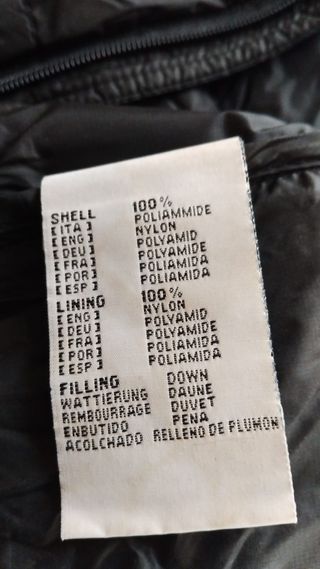 SHELL 100%
[ITA] POLIAMMIDE
[ENG] NYLON
[DEU] POLYAMID
[FRA] POLYAMIDE
[POR] POLIAMIDA
[ESP] POLIAMIDA
LINING 100%
[ENG] NYLON
[DEU] POLYAMID
[FRA] POLYAMIDE
[POR] POLIAMIDA
[ESP] POLIAMIDA
FILLING DOWN
WATTIERUNG DAUNE
REMBOURRAGE DUVET
ENBUTIDO PENA
ACOLCHADO RELLENO DE PLUMON